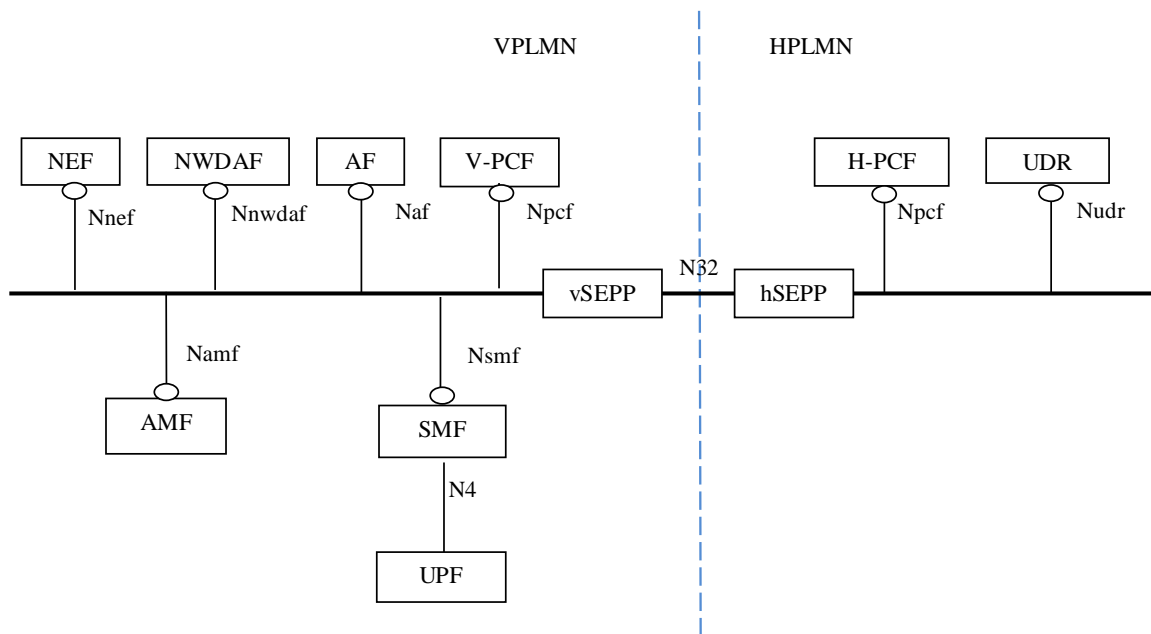 VPLMN
HPLMN
NEF
NWDAF
AF
V-PCF
H-PCF
UDR
Nnef
Nnwdaf
Naf
Npcf
Npcf
Nudr
N32
vSEPP
hSEPP
Namf
Nsmf
AMF
SMF
N4
UPF